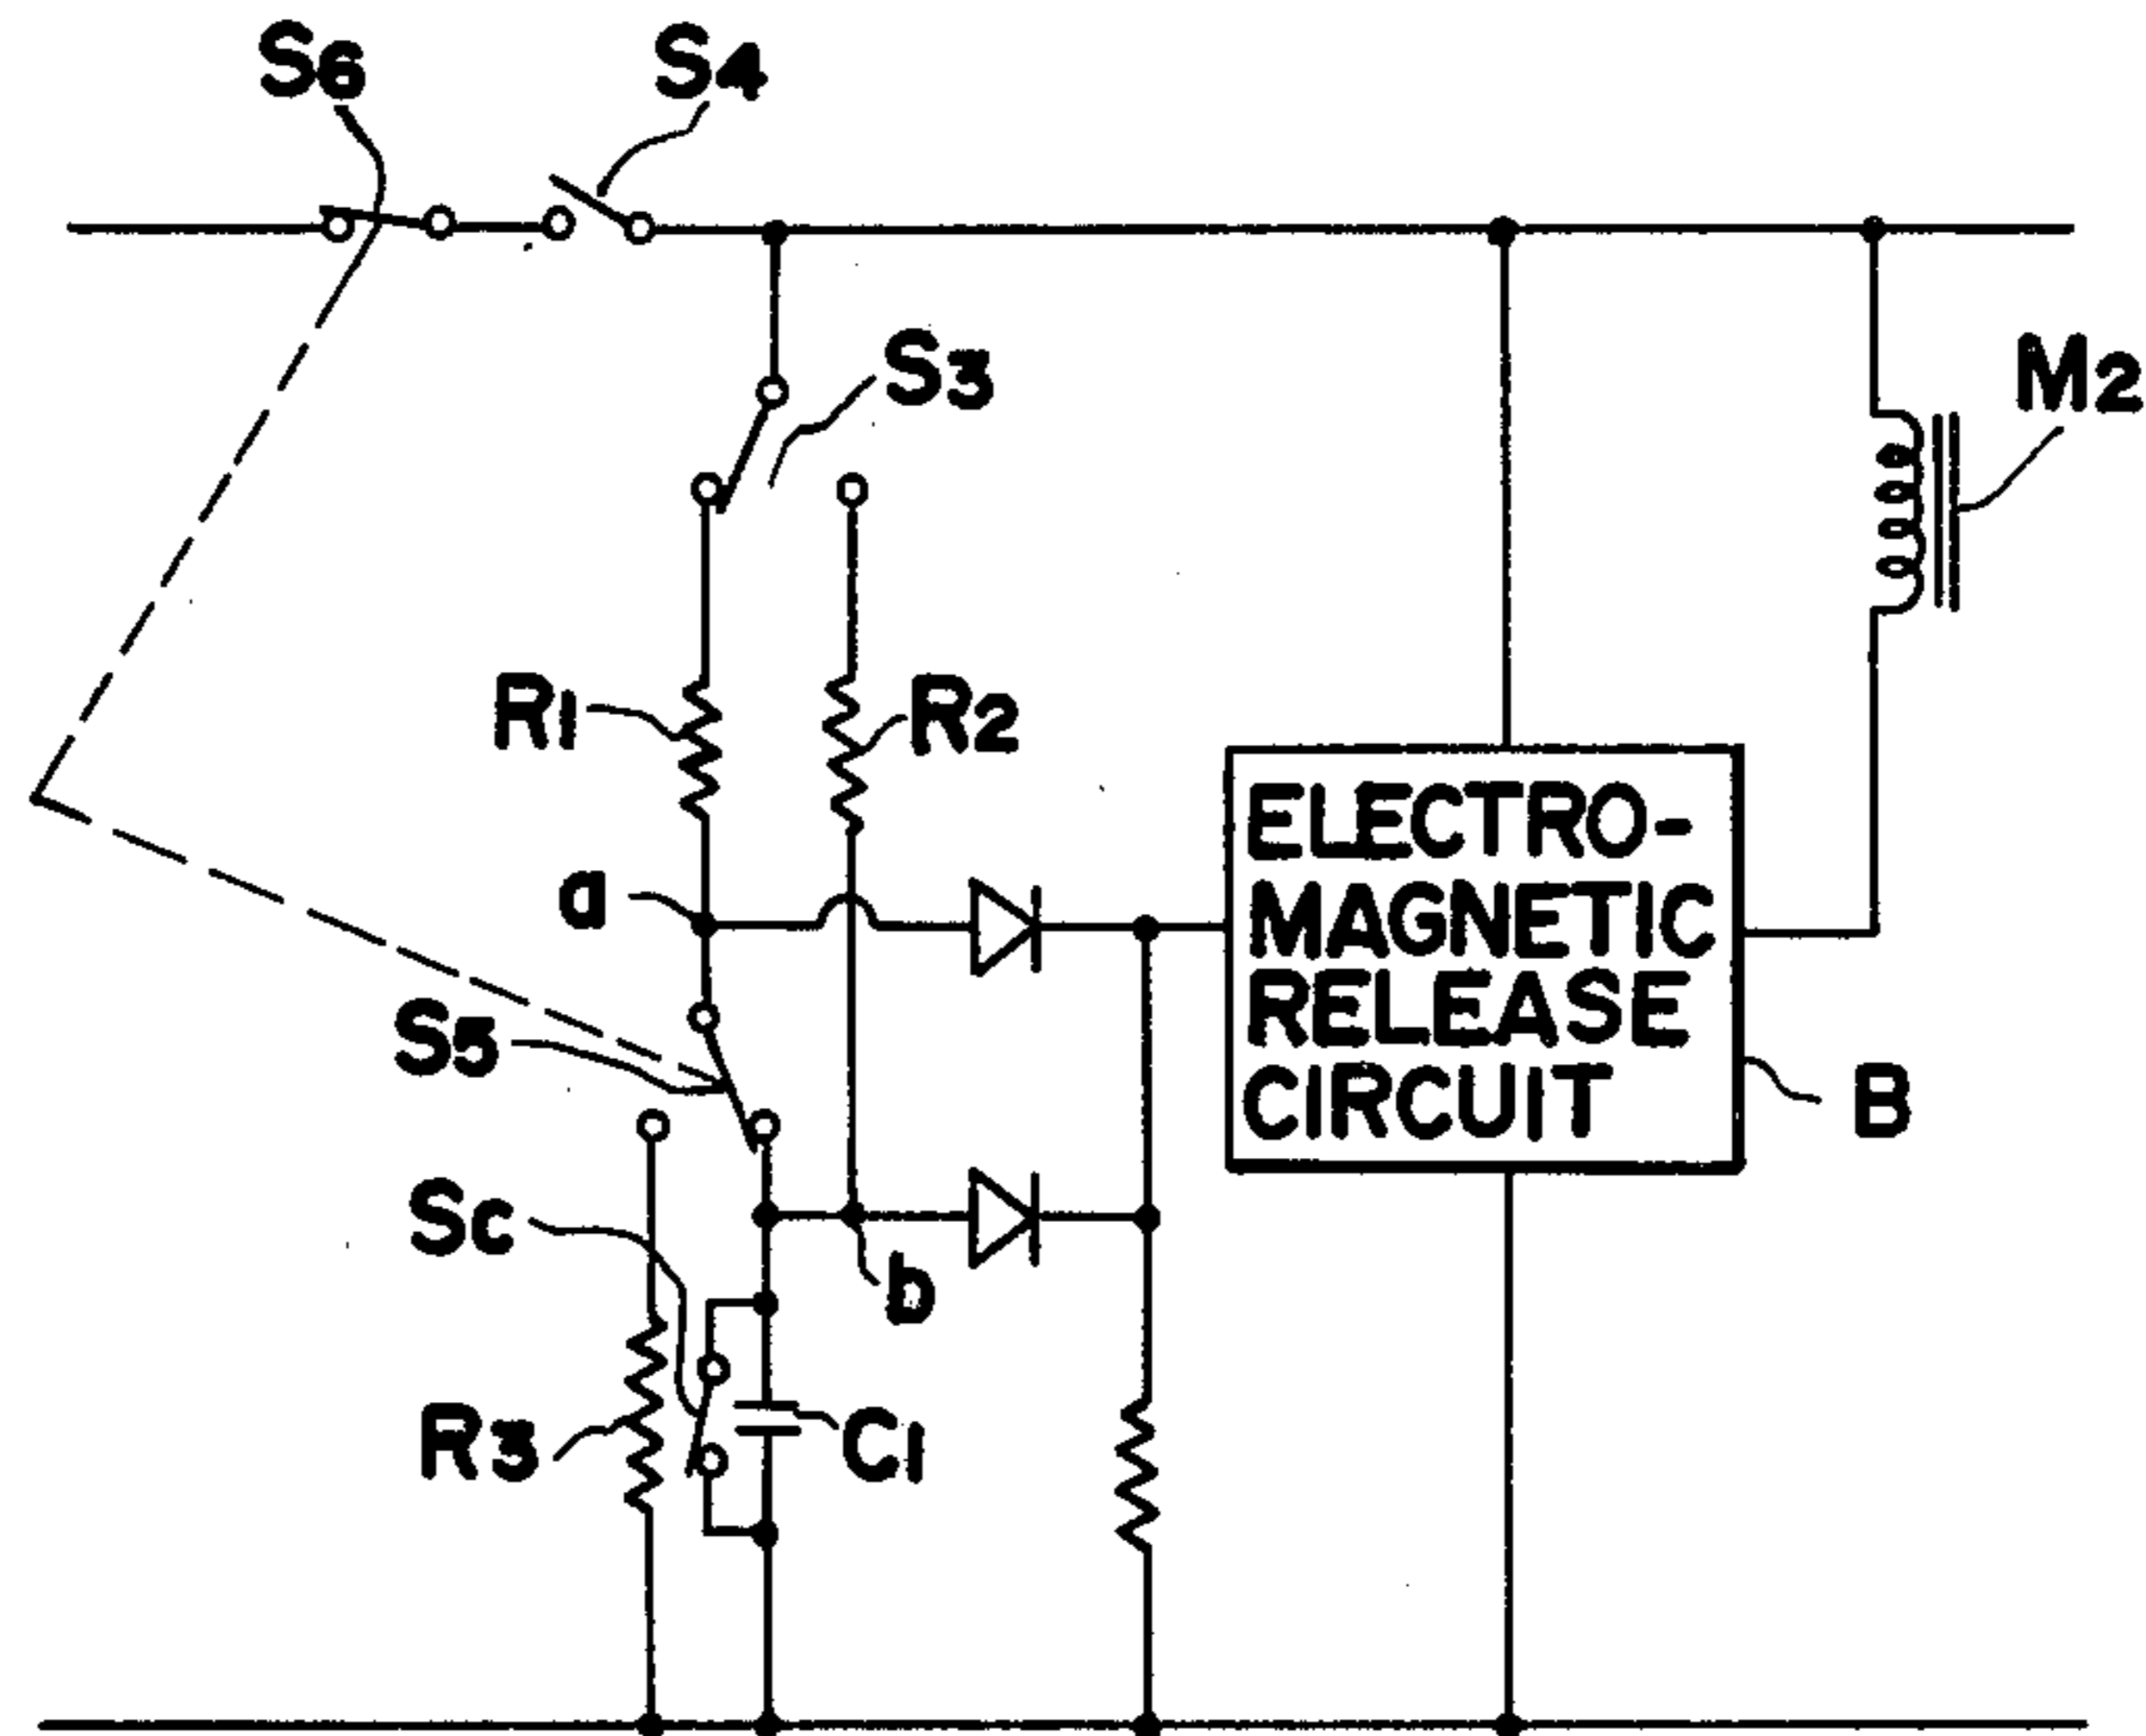 S6
S4
S3
M2
R1
R2
ELECTRO-
MAGNETIC
RELEASE
CIRCUIT
a
S5
B
Sc
b
R3
C1